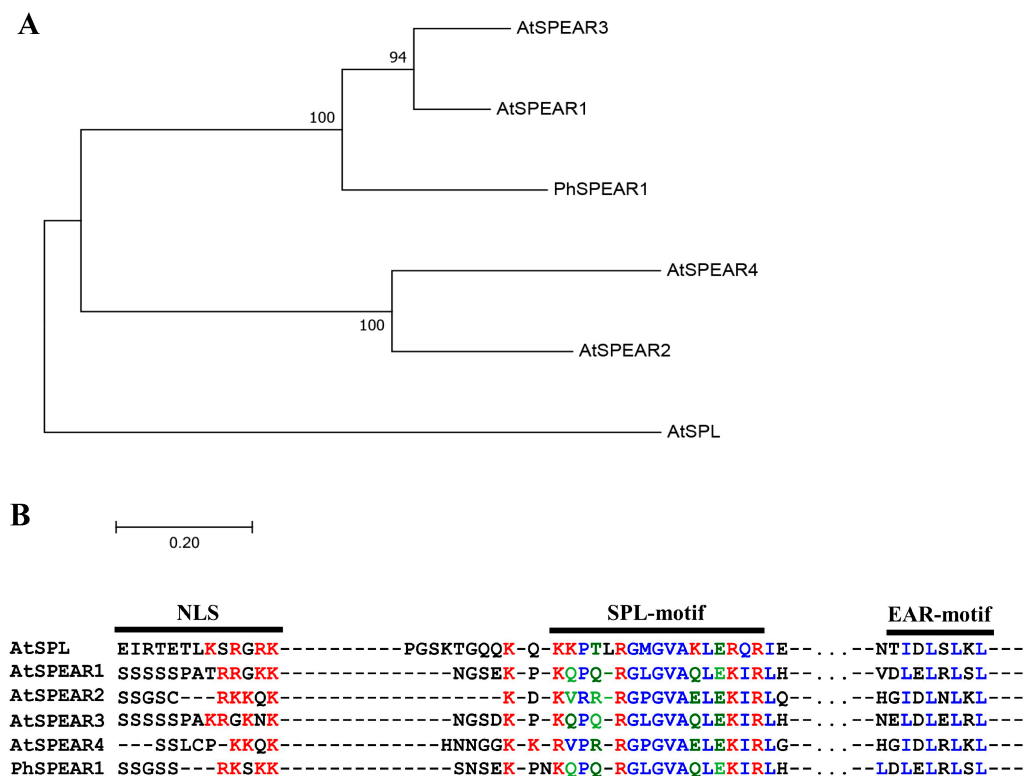 A
AtSPEAR3
94
AtSPEAR1
100
PhSPEAR1
AtSPEAR4
100
AtSPEAR2
AtSPL
B
0.20
NLS SPL-motif EAR-motif
AtSPL EIRTETLKSRGRK----------PGSKTGQQK-Q-KKPTLRGMGVAKLERQRIE--...--NTIDLSLKL---
AtSPEAR1 SSSSSPATRRGKK--------------NGSEK-P-KQPQ-RGLGVAQLEKIRLH--...--VDLELRLSL---
AtSPEAR2 SSGSC---RKKQK------------------K-D-KVRR-RGPGVAELEKIRLQ--...--HGIDLNLKL---
AtSPEAR3 SSSSSPAKRGKNK--------------NGSDK-P-KQPQ-RGLGVAQLEKIRLH--...--NELDLELRL---
AtSPEAR4 ---SSLCP-KKQK-------------HNNGGK-K-RVPR-RGPGVAELEKIRLG--...--HGIDLRLKL---
PhSPEAR1 SSGSS---RKSKK--------------SNSEK-PNKQPQ-RGLGVAQLEKIRLH--...--LDLELRLSL---